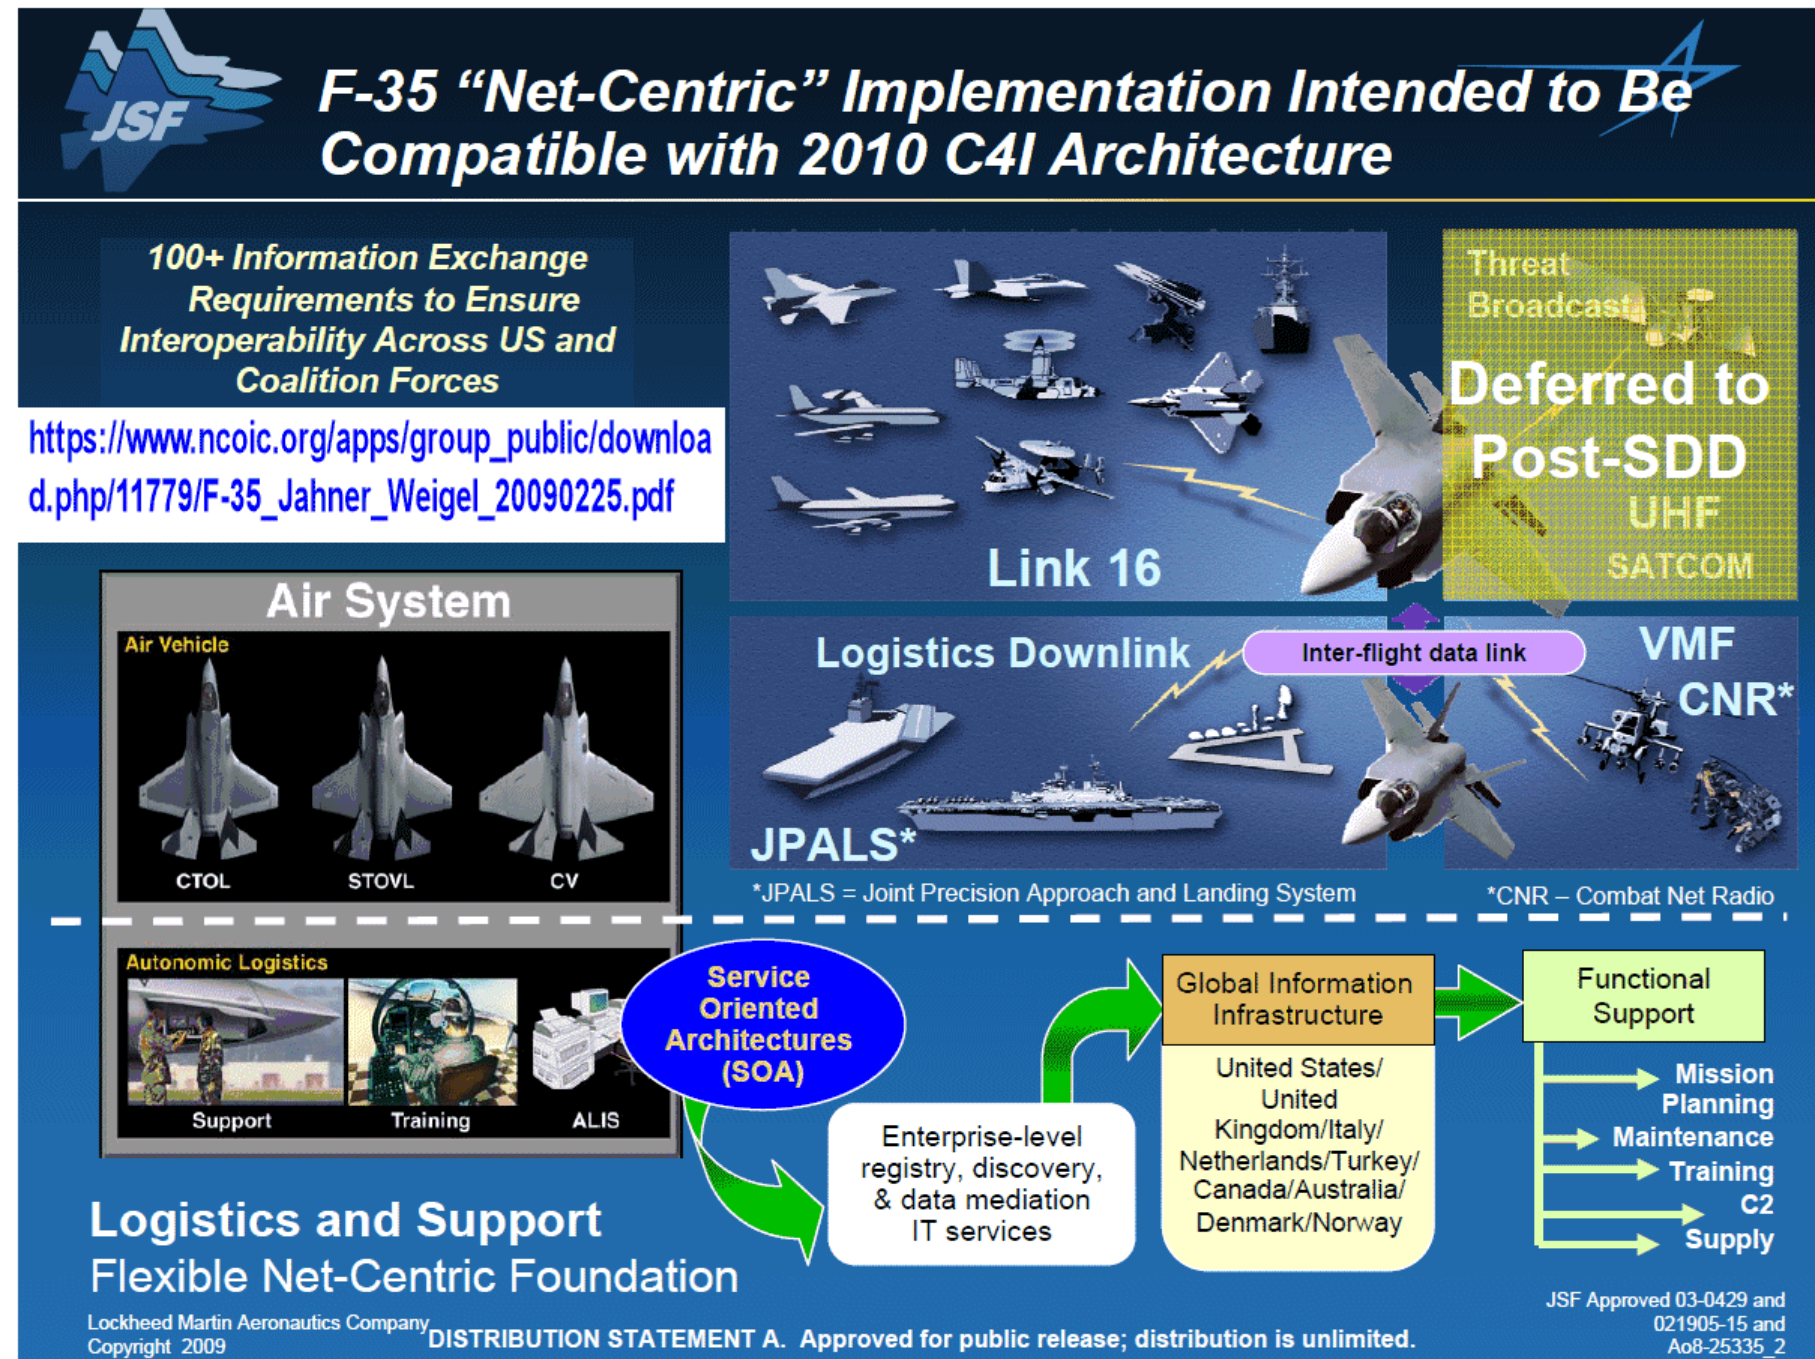 JSF
F-35 “Net-Centric” Implementation Intended to Be
Compatible with 2010 C4I Architecture
100+ Information Exchange
Requirements to Ensure
Interoperability Across US and
Coalition Forces
https://www.ncoic.org/apps/group_public/downloa
d.php/11779/F-35_Jahner_Weigel_20090225.pdf
Link 16
Threat
Broadcast
Deferred to
Post-SDD
UHF
SATCOM
Logistics Downlink
Inter-flight data link
VMF
CNR*
JPALS*
*JPALS = Joint Precision Approach and Landing System
*CNR – Combat Net Radio
Air System
Air Vehicle
CTOL
STOVL
CV
Autonomic Logistics
Support
Training
ALIS
Service
Oriented
Architectures
(SOA)
Enterprise-level
registry, discovery,
& data mediation
IT services
Global Information
Infrastructure
United States/
United
Kingdom/Italy/
Netherlands/Turkey/
Canada/Australia/
Denmark/Norway
Functional
Support
Mission
Planning
Maintenance
Training
C2
Supply
Logistics and Support
Flexible Net-Centric Foundation
Lockheed Martin Aeronautics Company
Copyright 2009
DISTRIBUTION STATEMENT A. Approved for public release; distribution is unlimited.
JSF Approved 03-0429 and
021905-15 and
Ao8-25335_2